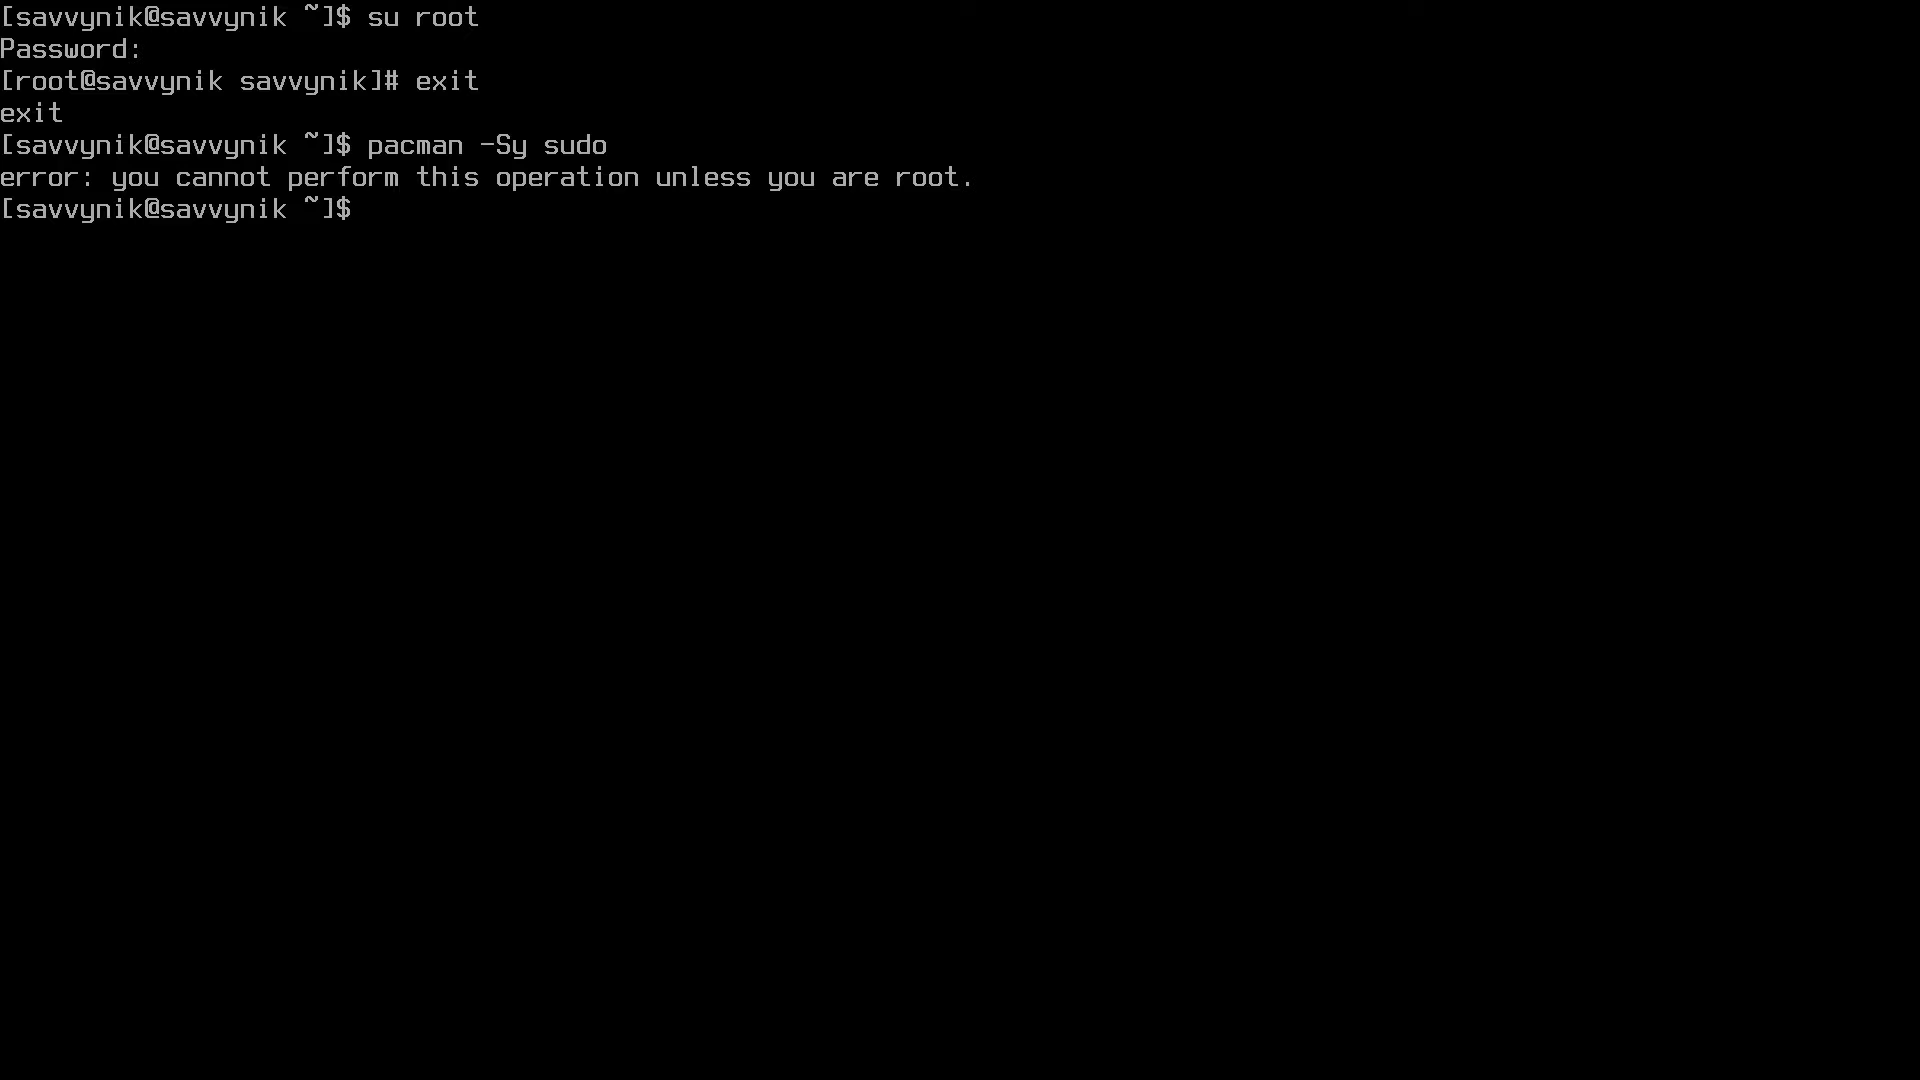 [savvynik@savvynik ~]$ su root
Password:
[root@savvynik savvynik]# exit
exit
[savvynik@savvynik ~]$ pacman -Sy sudo
error: you cannot perform this operation unless you are root.
[savvynik@savvynik ~]$